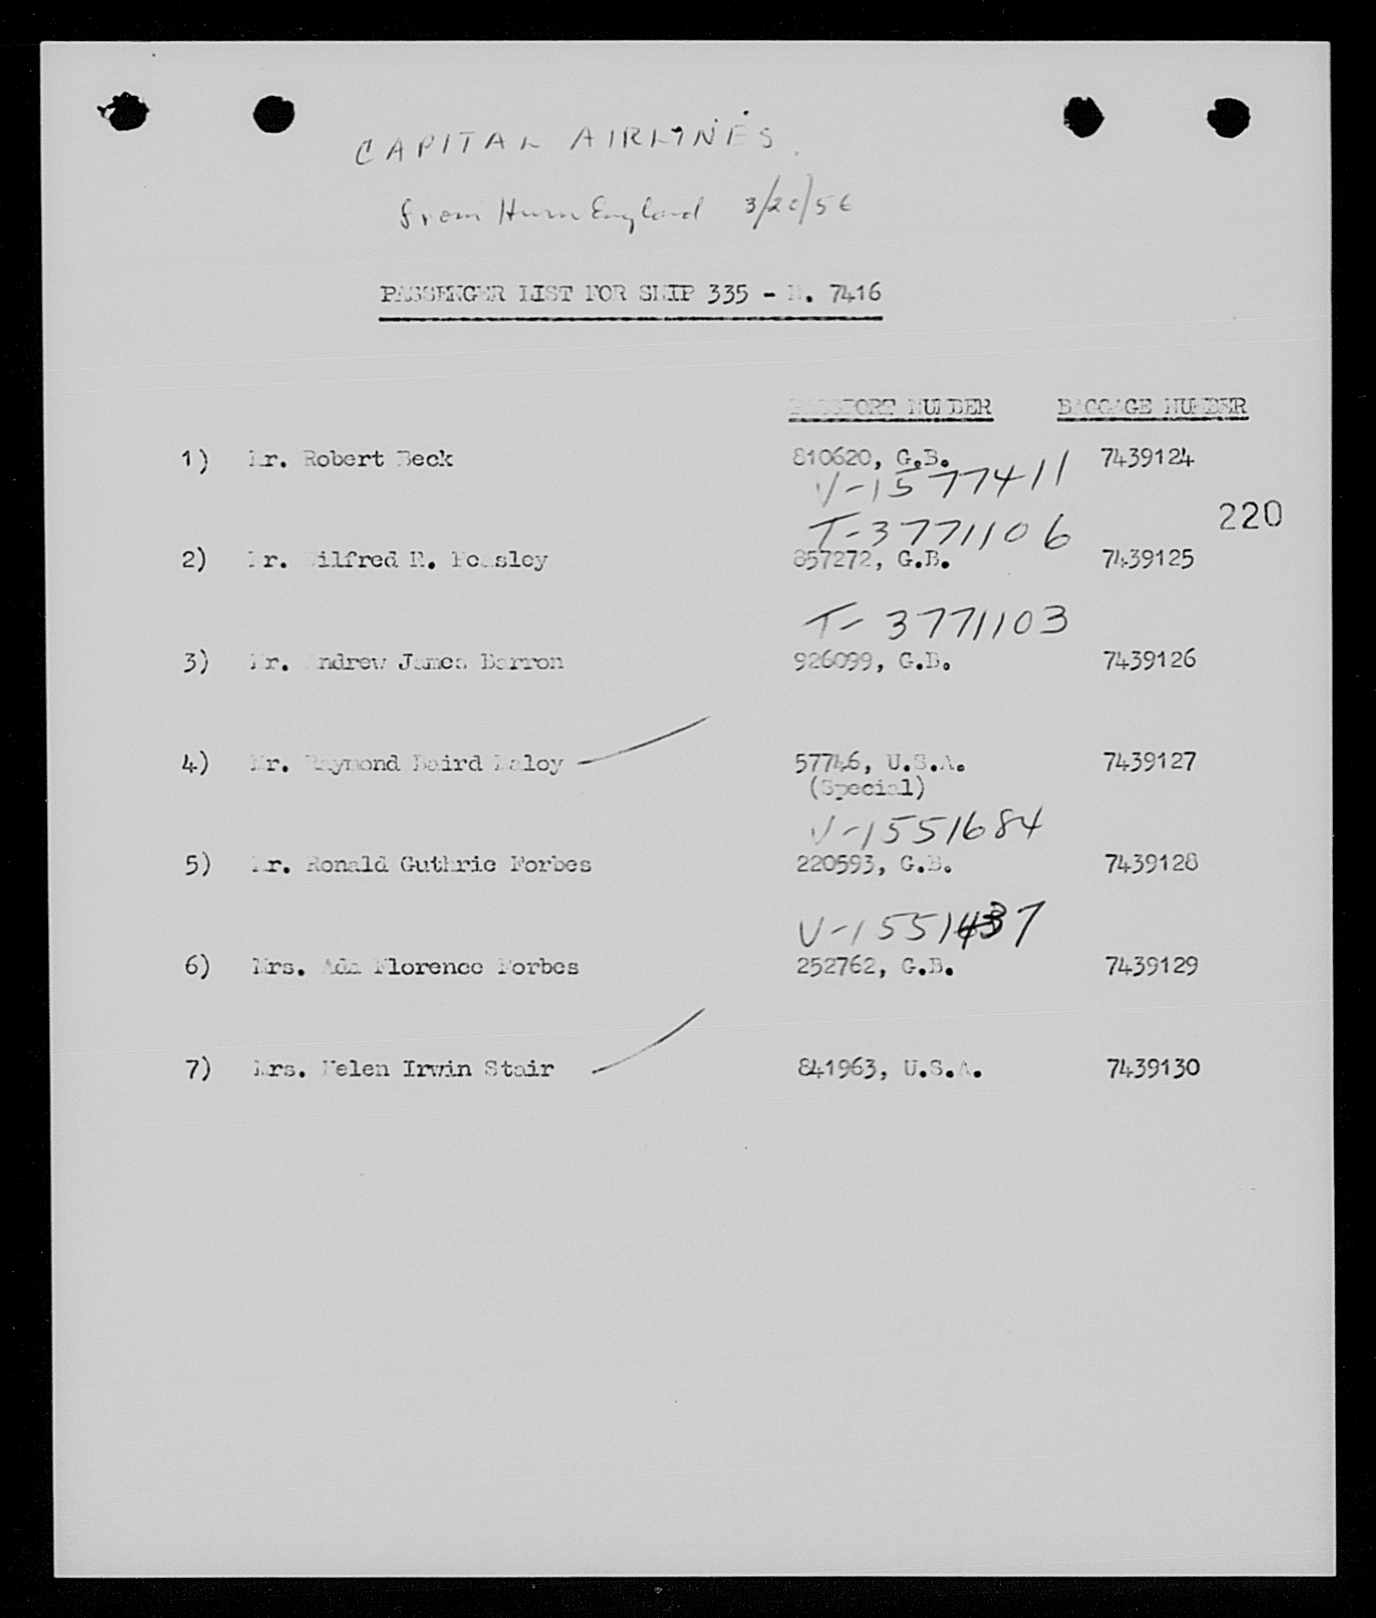 CAPITAL AIRLINES.
from Hurn England 3/20/56
PASSENGER LIST FOR SHIP 335 - N. 7416
PASSPORT NUMBER BAGGAGE NUMBER
1) Mr. Robert Beck 810620, G.B. 7439124
V-1577411
220
T-3771106
2) Mr. Wilfred E. 857272, G.B. 7439125
T-3771103
3) Mr. Andrew James Barron 926099, G.B. 7439126
4) Mr. Raymond Baird 57746, U.S.A. 7439127
(Special)
V-1551684
5) Mr. Ronald Guthrie Forbes 220593, G.B. 7439128
V-1551437
6) Mrs. Ada Florence Forbes 252762, G.B. 7439129
7) Mrs. Helen Irwin Stair 841963, U.S.A. 7439130